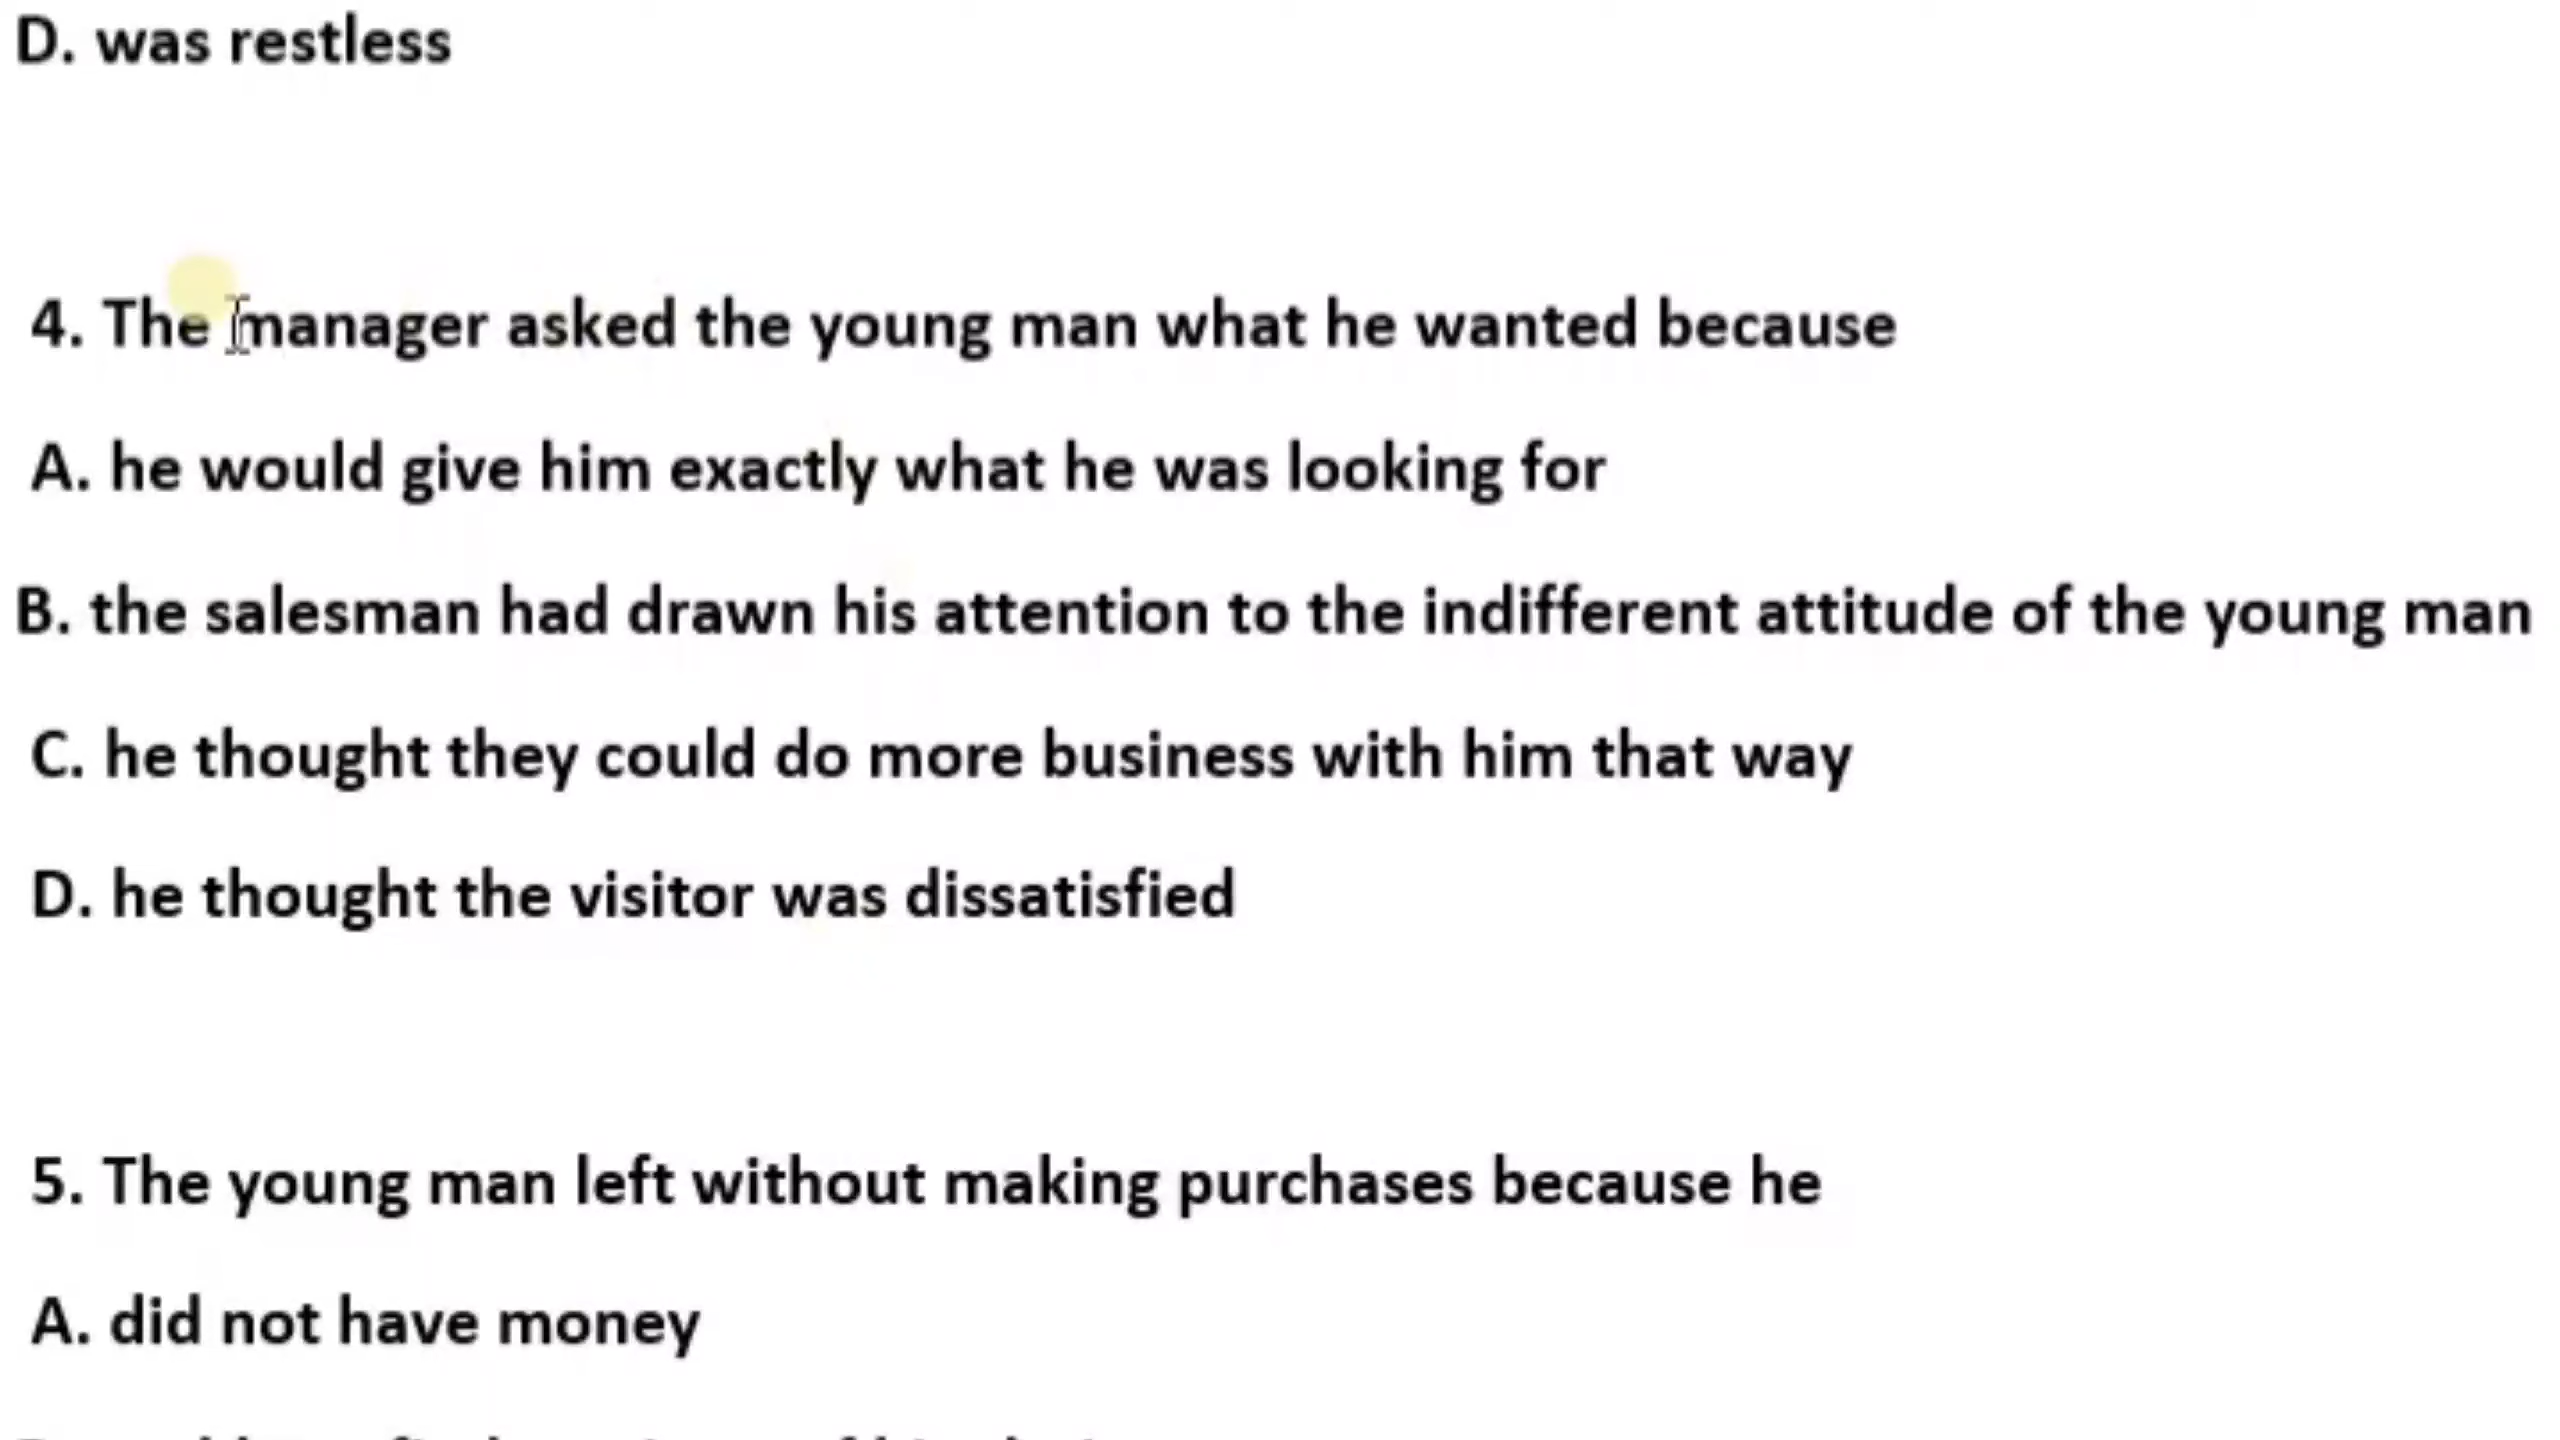 D. was restless
4. The manager asked the young man what he wanted because
A. he would give him exactly what he was looking for
B. the salesman had drawn his attention to the indifferent attitude of the young man
C. he thought they could do more business with him that way
D. he thought the visitor was dissatisfied
5. The young man left without making purchases because he
A. did not have money